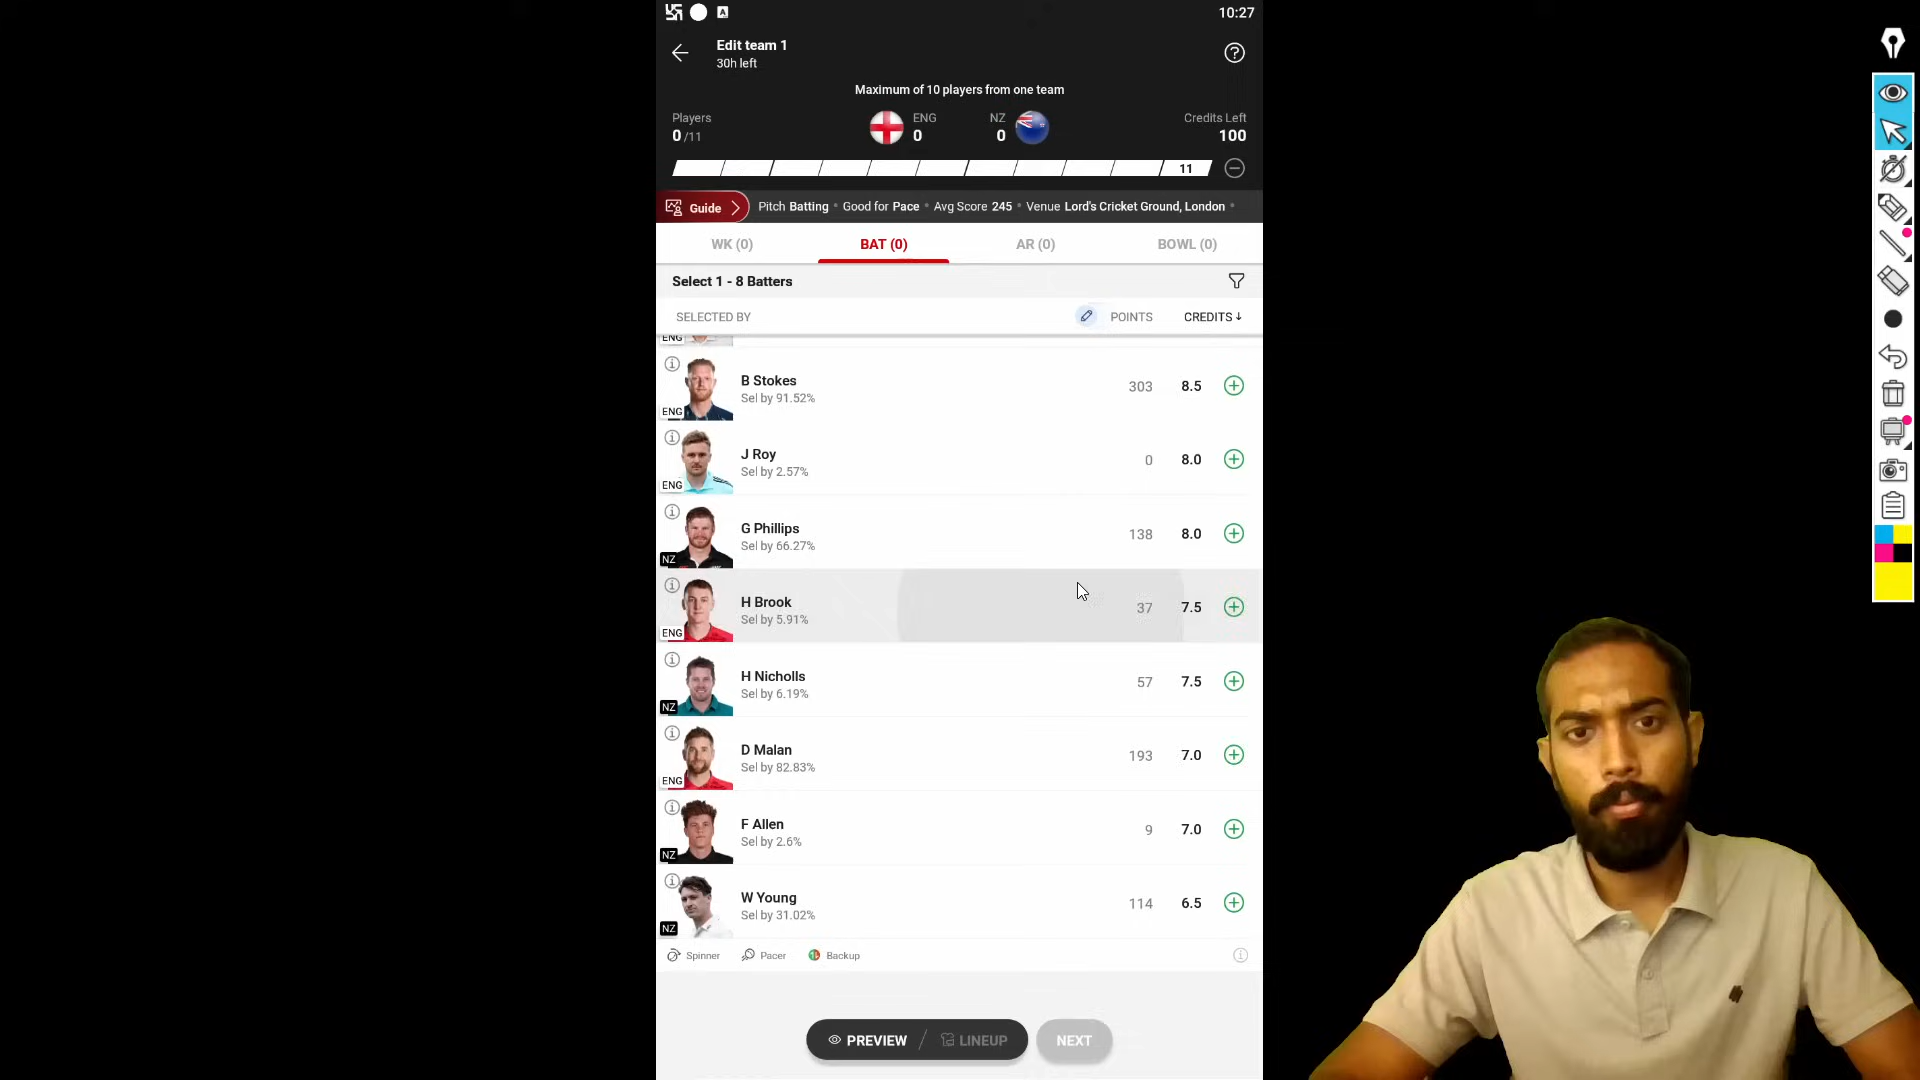 10:27
Edit team 1
30h left
Maximum of 10 players from one team
Players
0 /11
ENG
0
NZ
0
Credits Left
100
11
Guide
Pitch Batting • Good for Pace • Avg Score 245 • Venue Lord's Cricket Ground, London •
WK (0)
BAT (0)
AR (0)
BOWL (0)
Select 1 - 8 Batters
SELECTED BY
POINTS
CREDITS↓
ENG
B Stokes
Sel by 91.52%
ENG
303
8.5
J Roy
Sel by 2.57%
ENG
0
8.0
G Phillips
Sel by 66.27%
NZ
138
8.0
H Brook
Sel by 5.91%
ENG
37
7.5
H Nicholls
Sel by 6.19%
NZ
57
7.5
D Malan
Sel by 82.83%
ENG
193
7.0
F Allen
Sel by 2.6%
NZ
9
7.0
W Young
Sel by 31.02%
NZ
114
6.5
Spinner
Pacer
Backup
PREVIEW
LINEUP
NEXT